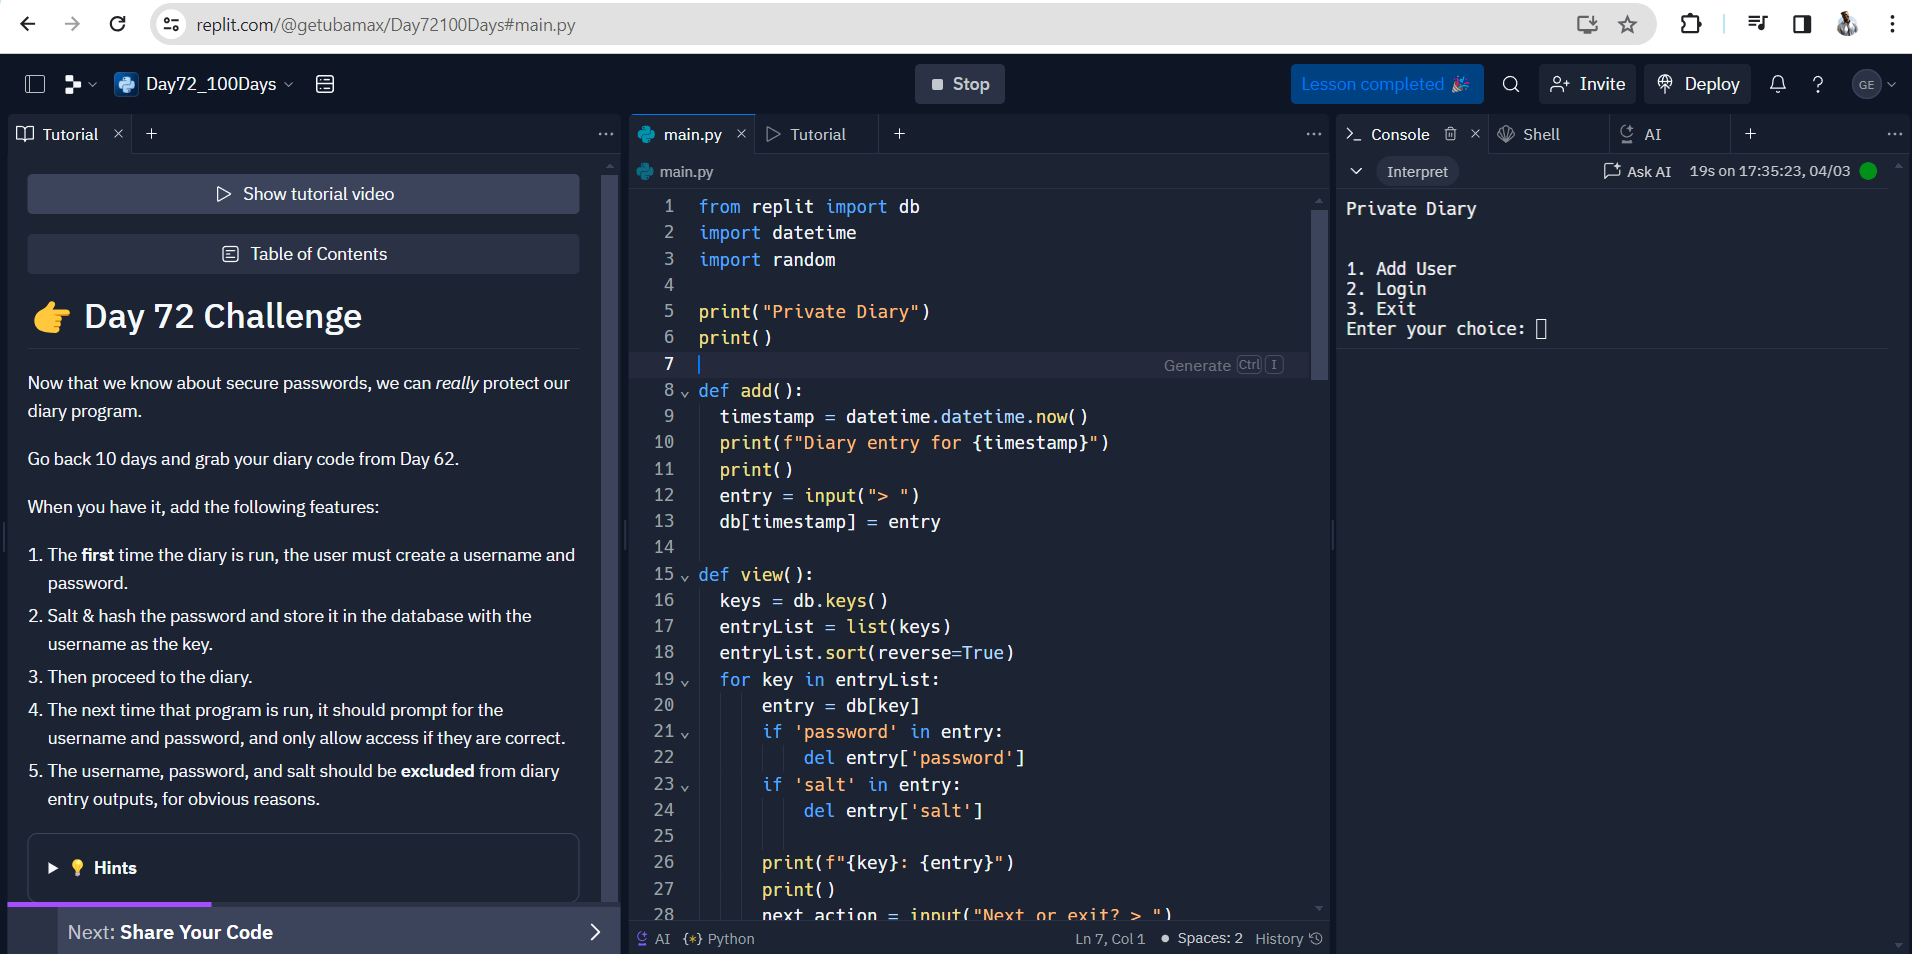 replit.com/@getubamax/Day72100Days#main.py
Day72_100Days
Stop
Lesson completed 🎉
Invite
Deploy
GE
Tutorial
Show tutorial video
Table of Contents
👉 Day 72 Challenge
Now that we know about secure passwords, we can really protect our
diary program.
Go back 10 days and grab your diary code from Day 62.
When you have it, add the following features:
1. The first time the diary is run, the user must create a username and
password.
2. Salt & hash the password and store it in the database with the
username as the key.
3. Then proceed to the diary.
4. The next time that program is run, it should prompt for the
username and password, and only allow access if they are correct.
5. The username, password, and salt should be excluded from diary
entry outputs, for obvious reasons.
💡 Hints
Next: Share Your Code
main.py
Tutorial
main.py
1 from replit import db
2 import datetime
3 import random
4
5 print("Private Diary")
6 print()
7 Generate Ctrl I
8 def add():
9 timestamp = datetime.datetime.now()
10 print(f"Diary entry for {timestamp}")
11 print()
12 entry = input("> ")
13 db[timestamp] = entry
14
15 def view():
16 keys = db.keys()
17 entryList = list(keys)
18 entryList.sort(reverse=True)
19 for key in entryList:
20 entry = db[key]
21 if 'password' in entry:
22 del entry['password']
23 if 'salt' in entry:
24 del entry['salt']
25
26 print(f"{key}: {entry}")
27 print()
28 next_action = input("Next or exit? > ")
AI
Python
Ln 7, Col 1
Spaces: 2
History
Console
Shell
AI
Interpret
Ask AI
19s on 17:35:23, 04/03
Private Diary
1. Add User
2. Login
3. Exit
Enter your choice: